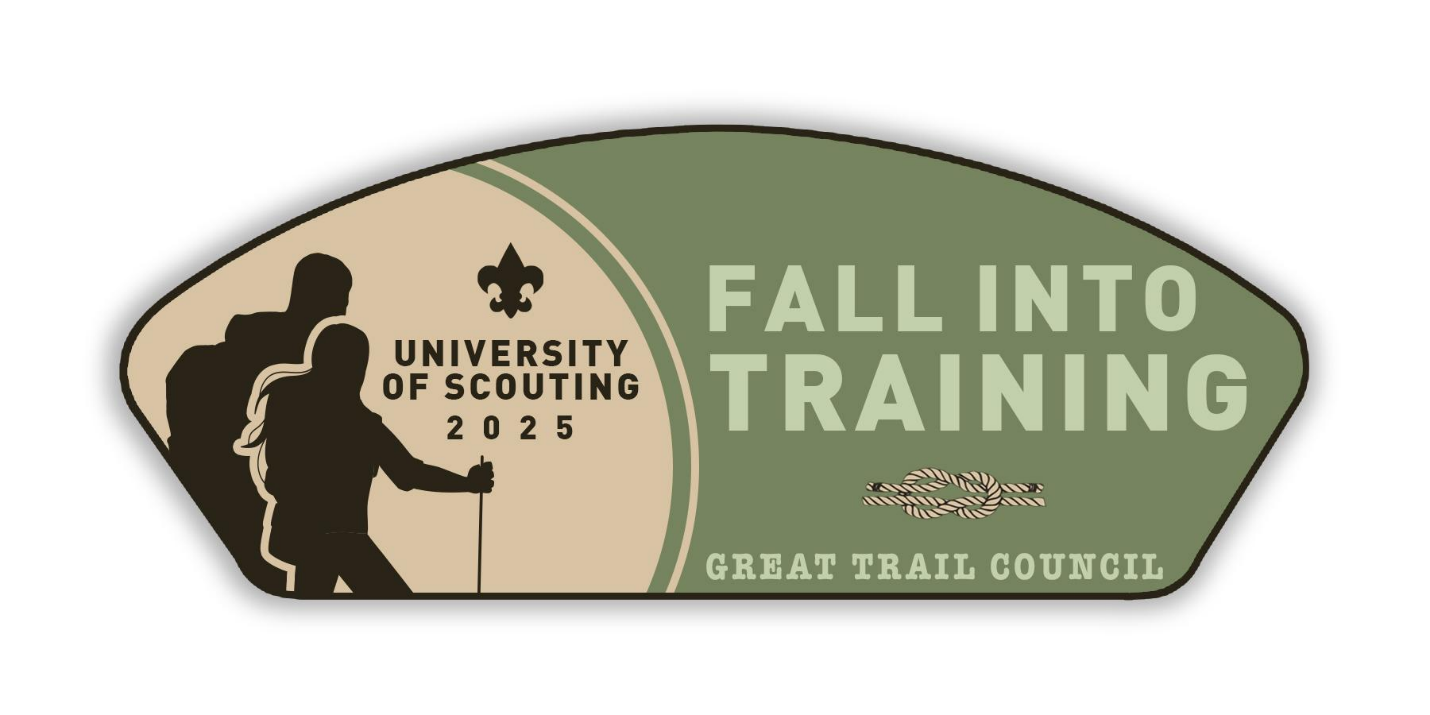 UNIVERSITY
OF SCOUTING
2025
FALL INTO
TRAINING
GREAT TRAIL COUNCIL